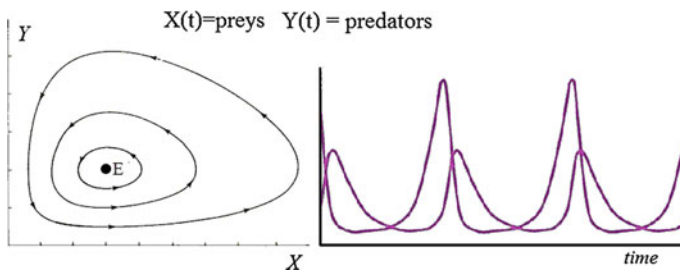 X(t)=preys Y(t) = predators
Y
E
X
time